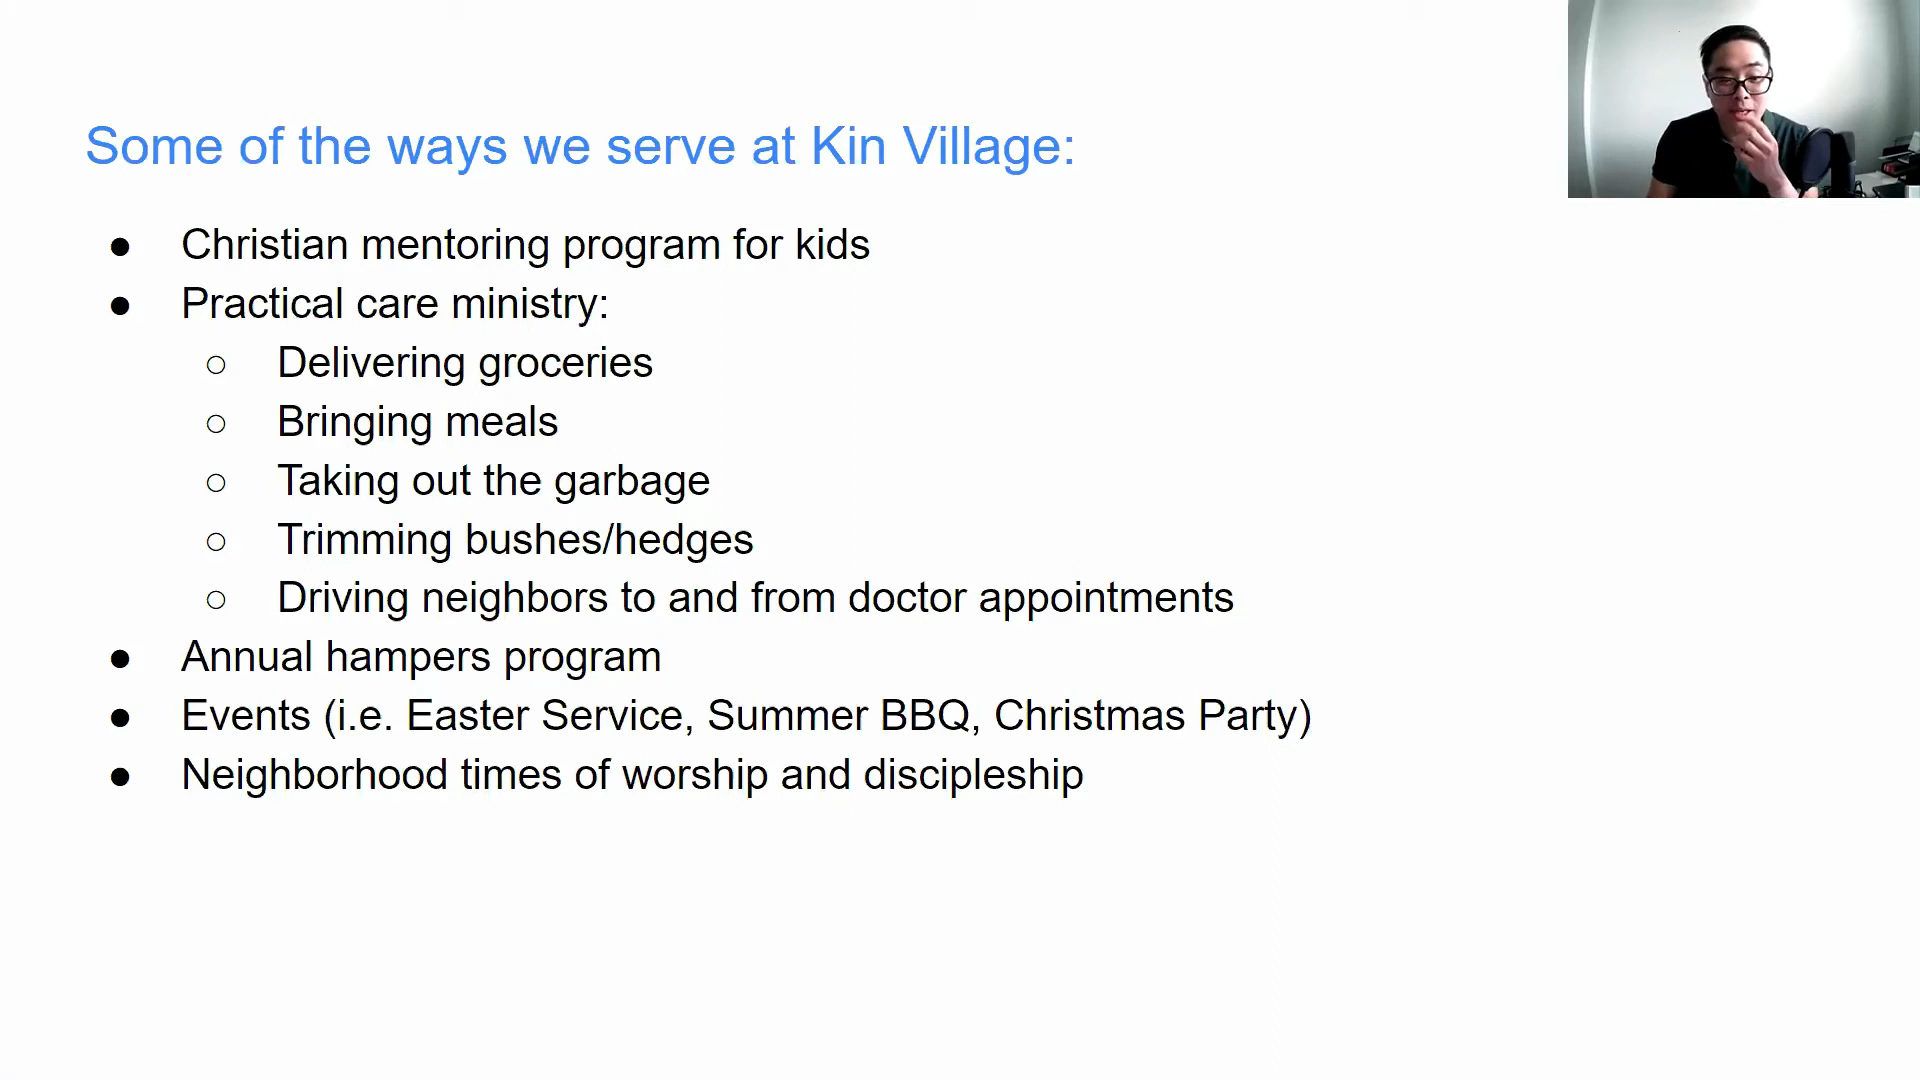 Some of the ways we serve at Kin Village:
● Christian mentoring program for kids
● Practical care ministry:
○ Delivering groceries
○ Bringing meals
○ Taking out the garbage
○ Trimming bushes/hedges
○ Driving neighbors to and from doctor appointments
● Annual hampers program
● Events (i.e. Easter Service, Summer BBQ, Christmas Party)
● Neighborhood times of worship and discipleship